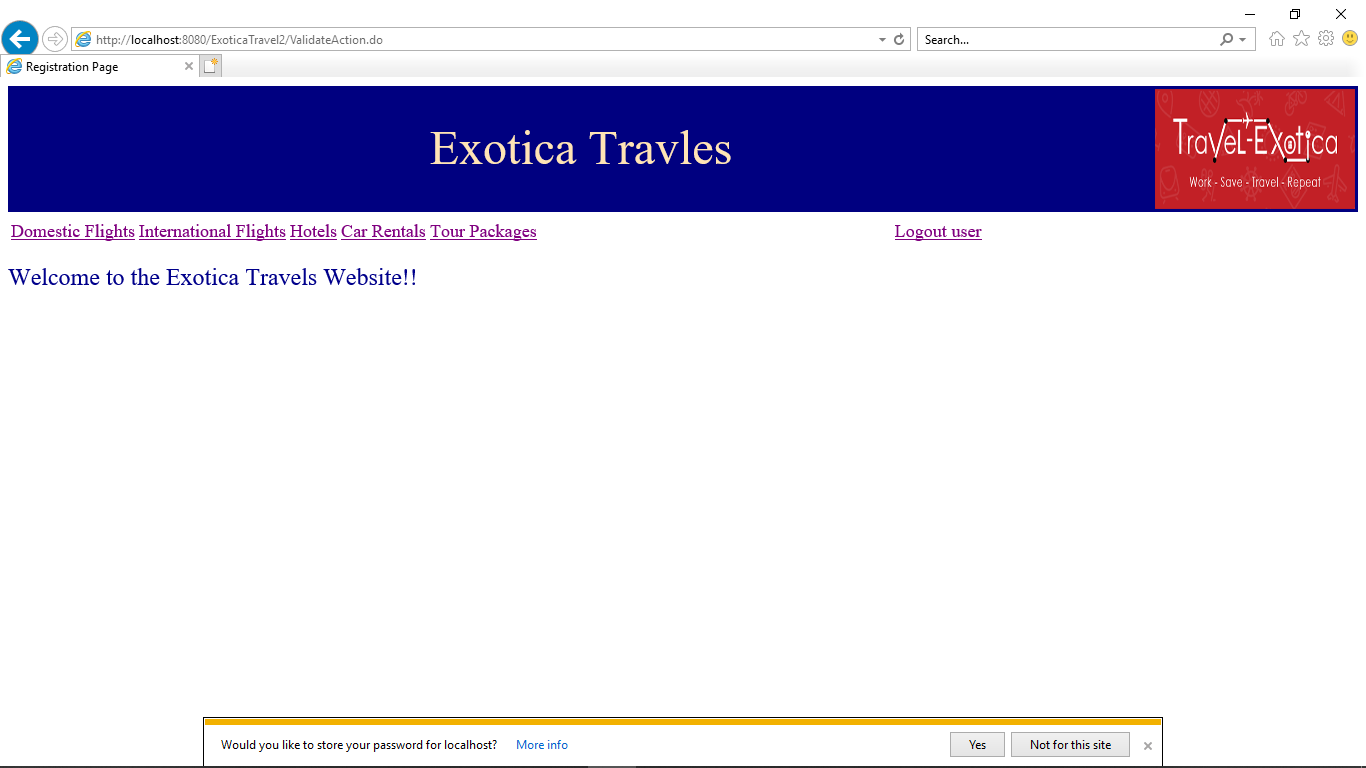 http://localhost:8080/ExoticaTravel2/ValidateAction.do
Search...
Registration Page
Exotica Travles
TraveL-Exotica
Work - Save - Travel - Repeat
Domestic Flights International Flights Hotels Car Rentals Tour Packages Logout user
Welcome to the Exotica Travels Website!!
Would you like to store your password for localhost? More info Yes Not for this site